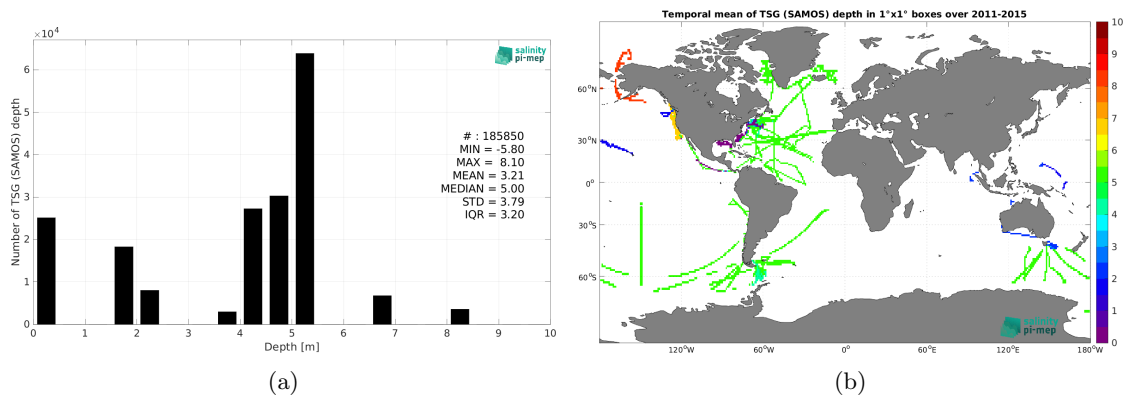 ×10⁴
6
5
4
3
2
1
0
Number of TSG (SAMOS) depth
salinity
pi-mep
# : 185850
MIN = -5.80
MAX = 8.10
MEAN = 3.21
MEDIAN = 5.00
STD = 3.79
IQR = 3.20
0 1 2 3 4 5 6 7 8 9 10
Depth [m]
(a)
Temporal mean of TSG (SAMOS) depth in 1°x1° boxes over 2011-2015
60°N
30°N
0°
30°S
60°S
120°W 60°W 0° 60°E 120°E 180°W
salinity
pi-mep
10
9
8
7
6
5
4
3
2
1
0
(b)